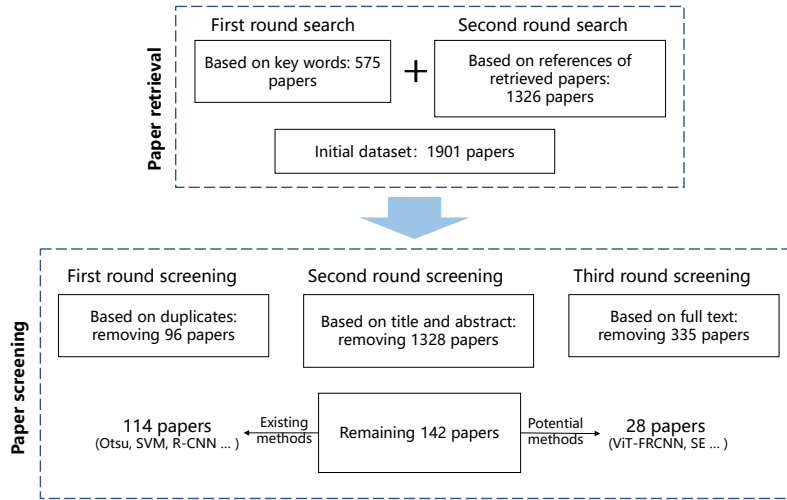 Paper retrieval
First round search
Second round search
Based on key words: 575
papers
+
Based on references of
retrieved papers:
1326 papers
Initial dataset: 1901 papers
Paper screening
First round screening
Second round screening
Third round screening
Based on duplicates:
removing 96 papers
Based on title and abstract:
removing 1328 papers
Based on full text:
removing 335 papers
114 papers
(Otsu, SVM, R-CNN ... )
Existing
methods
Remaining 142 papers
Potential
methods
28 papers
(ViT-FRCNN, SE ... )